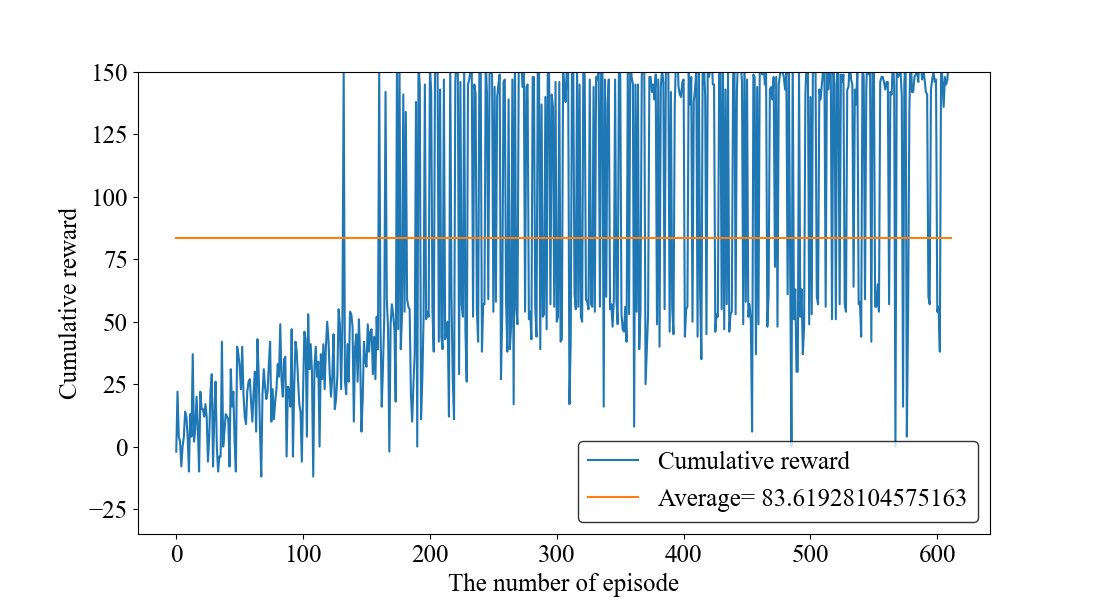 150
125
100
75
50
25
0
−25
Cumulative reward
Cumulative reward
Average= 83.61928104575163
0 100 200 300 400 500 600
The number of episode